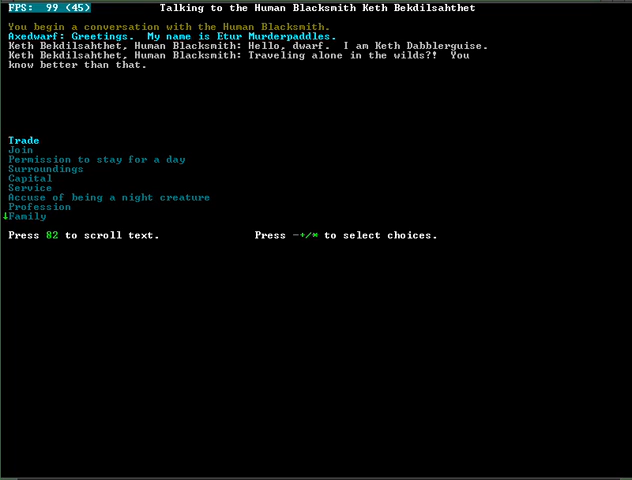 FPS: 99 (45) Talking to the Human Blacksmith Keth Bekdilsahthet
You begin a conversation with the Human Blacksmith.
Axedwarf: Greetings. My name is Etur Murderpaddles.
Keth Bekdilsahthet, Human Blacksmith: Hello, dwarf. I am Keth Dabblerguise.
Keth Bekdilsahthet, Human Blacksmith: Traveling alone in the wilds?! You
know better than that.
Trade
Join
Permission to stay for a day
Surroundings
Capital
Service
Accuse of being a night creature
Profession
↓Family
Press 82 to scroll text. Press -+/* to select choices.